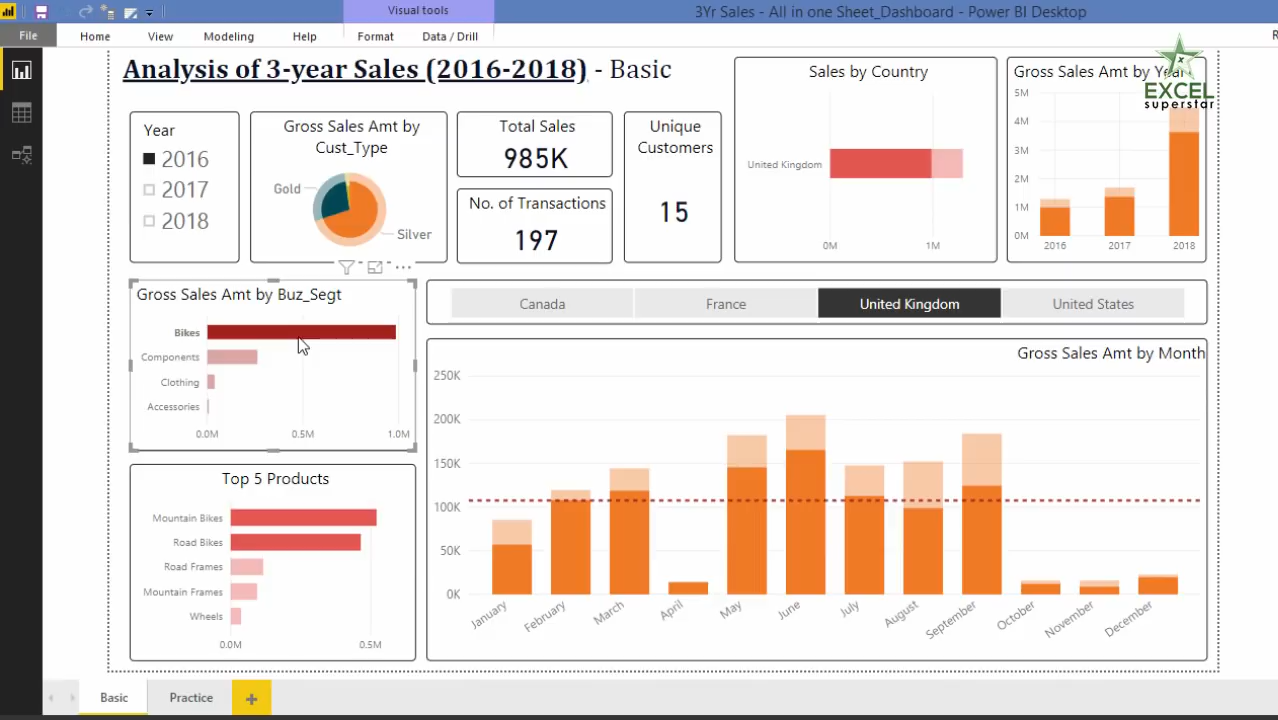 Visual tools
3Yr Sales - All in one Sheet_Dashboard - Power BI Desktop
File
Home
View
Modeling
Help
Format
Data / Drill
Analysis of 3-year Sales (2016-2018) - Basic
Year
2016
2017
2018
Gross Sales Amt by
Cust_Type
Gold
Silver
Total Sales
985K
No. of Transactions
197
Unique
Customers
15
Sales by Country
United Kingdom
0M
1M
Gross Sales Amt by Year
EXCEL
superstar
5M
4M
3M
2M
1M
0M
2016
2017
2018
Gross Sales Amt by Buz_Segt
Bikes
Components
Clothing
Accessories
0.0M
0.5M
1.0M
Canada
France
United Kingdom
United States
Top 5 Products
Mountain Bikes
Road Bikes
Road Frames
Mountain Frames
Wheels
0.0M
0.5M
Gross Sales Amt by Month
250K
200K
150K
100K
50K
0K
January
February
March
April
May
June
July
August
September
October
November
December
Basic
Practice